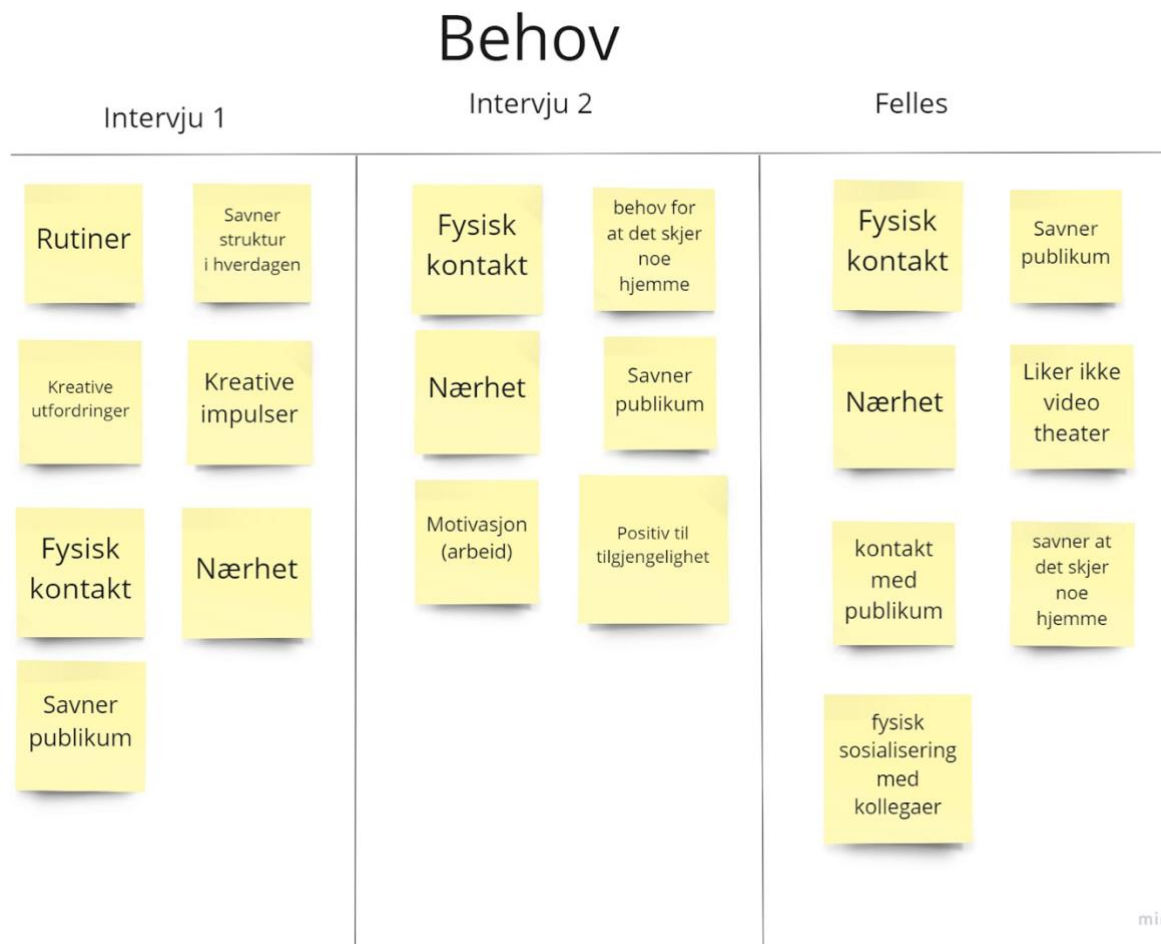 Behov
Intervju 1
Intervju 2
Felles
Rutiner
Savner
struktur
i hverdagen
Kreative
utfordringer
Kreative
impulser
Fysisk
kontakt
Nærhet
Savner
publikum
Fysisk
kontakt
behov for
at det skjer
noe
hjemme
Nærhet
Savner
publikum
Motivasjon
(arbeid)
Positiv til
tilgjengelighet
Fysisk
kontakt
Savner
publikum
Nærhet
Liker ikke
video
theater
kontakt
med
publikum
savner at
det skjer
noe
hjemme
fysisk
sosialisering
med
kollegaer